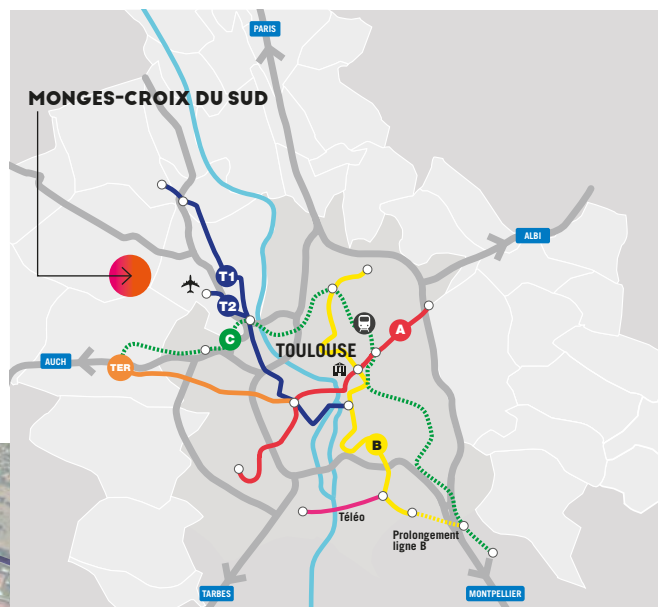 PARIS
MONGES-CROIX DU SUD
ALBI
T1
T2
C
A
TOULOUSE
AUCH
TER
B
Téléo
Prolongement
ligne B
TARBES
MONTPELLIER